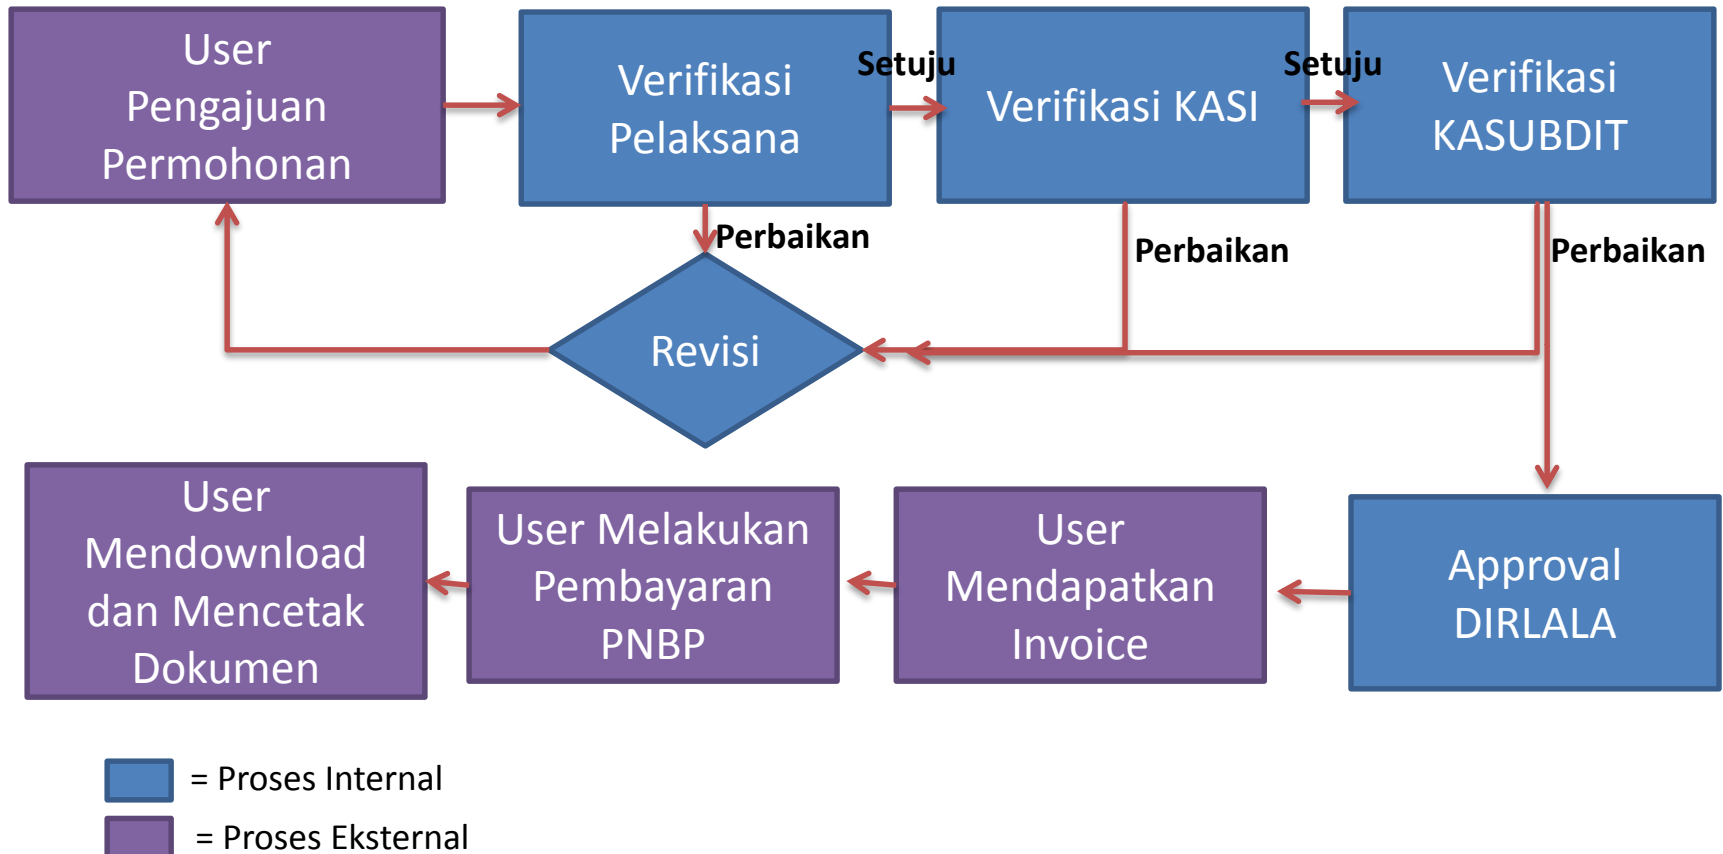 User
Pengajuan
Permohonan
Verifikasi
Pelaksana
Setuju
Verifikasi KASI
Setuju
Verifikasi
KASUBDIT
Perbaikan
Perbaikan
Perbaikan
Revisi
User
Mendownload
dan Mencetak
Dokumen
User Melakukan
Pembayaran
PNBP
User
Mendapatkan
Invoice
Approval
DIRLALA
= Proses Internal
= Proses Eksternal